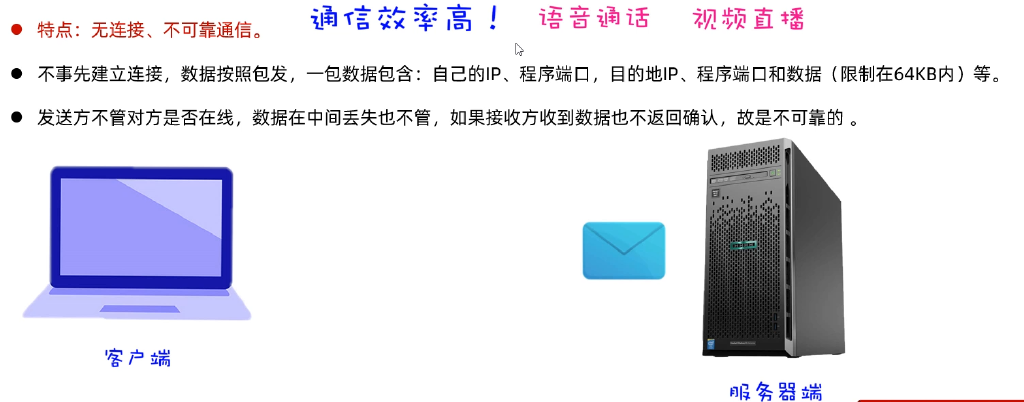 通信效率高！ 语音通话 视频直播
● 特点：无连接、不可靠通信。
● 不事先建立连接，数据按照包发，一包数据包含：自己的IP、程序端口，目的地IP、程序端口和数据（限制在64KB内）等。
● 发送方不管对方是否在线，数据在中间丢失也不管，如果接收方收到数据也不返回确认，故是不可靠的 。
客户端
服务器端